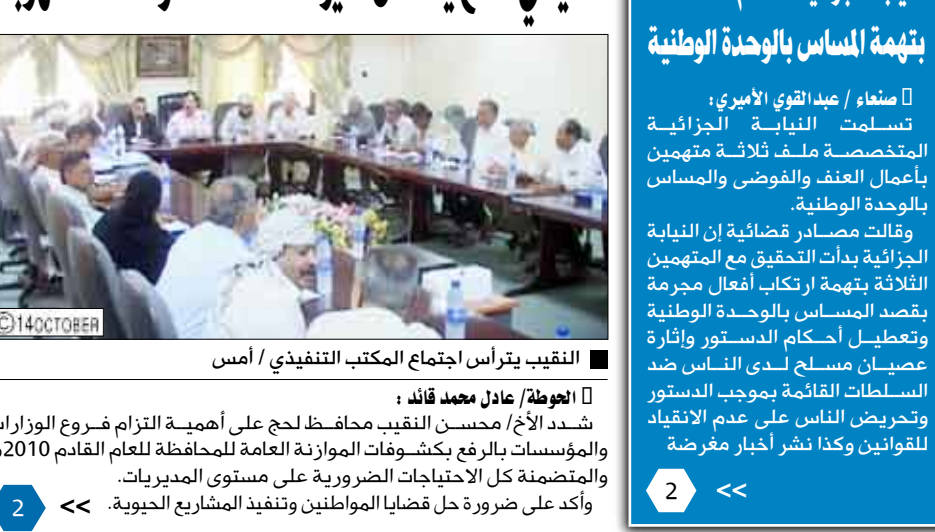 بتهمة المساس بالوحدة الوطنية
صنعاء / عبدالقوي الأميري:
تسلمت النيابة الجزائية
المتخصصة ملف ثلاثة متهمين
بأعمال العنف والفوضى والمساس
بالوحدة الوطنية.
وقالت مصادر قضائية إن النيابة
الجزائية بدأت التحقيق مع المتهمين
الثلاثة بتهمة ارتكاب أفعال مجرمة
بقصد المساس بالوحدة الوطنية
وتعطيل أحكام الدستور وإثارة
عصيان مسلح لدى الناس ضد
السلطات القائمة بموجب الدستور
وتحريض الناس على عدم الانقياد
للقوانين وكذا نشر أخبار مغرضة
<< 2
©14OCTOBER
النقيب يترأس اجتماع المكتب التنفيذي / أمس
الحوطة/ عادل محمد قائد :
شدد الأخ/ محسن النقيب محافظ لحج على أهمية التزام فروع الوزارات
والمؤسسات بالرفع بكشوفات الموازنة العامة للمحافظة للعام القادم 2010م
والمتضمنة كل الاحتياجات الضرورية على مستوى المديريات.
وأكد على ضرورة حل قضايا المواطنين وتنفيذ المشاريع الحيوية. << 2